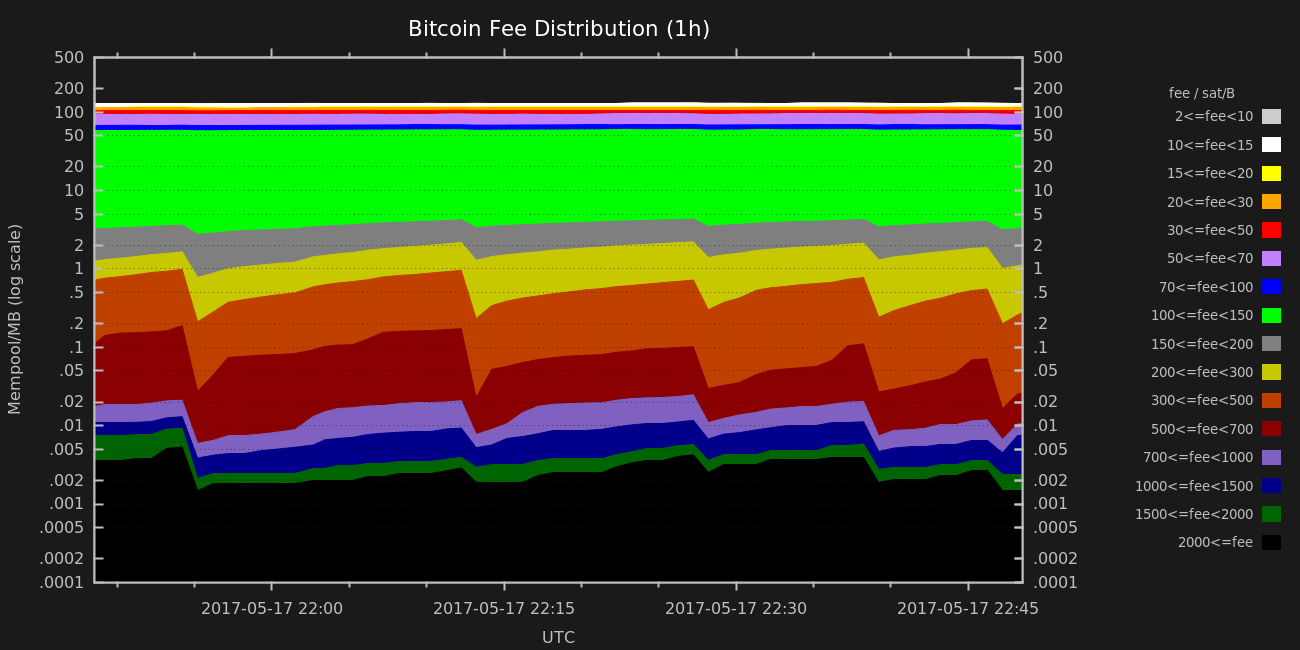 Bitcoin Fee Distribution (1h)
Mempool/MB (log scale)
500
200
100
50
20
10
5
2
1
.5
.2
.1
.05
.02
.01
.005
.002
.001
.0005
.0002
.0001
500
200
100
50
20
10
5
2
1
.5
.2
.1
.05
.02
.01
.005
.002
.001
.0005
.0002
.0001
2017-05-17 22:00
2017-05-17 22:15
2017-05-17 22:30
2017-05-17 22:45
UTC
fee / sat/B
2<=fee<10
10<=fee<15
15<=fee<20
20<=fee<30
30<=fee<50
50<=fee<70
70<=fee<100
100<=fee<150
150<=fee<200
200<=fee<300
300<=fee<500
500<=fee<700
700<=fee<1000
1000<=fee<1500
1500<=fee<2000
2000<=fee